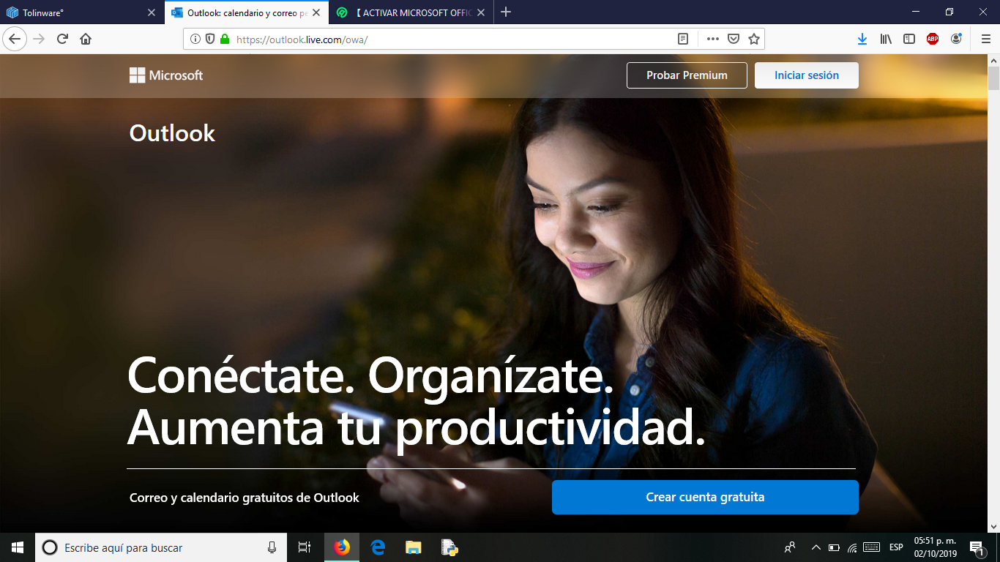 Tolinware°
Outlook: calendario y correo pe
【 ACTIVAR MICROSOFT OFFIC
https://outlook.live.com/owa/
ABP
Microsoft
Probar Premium
Iniciar sesión
Outlook
Conéctate. Organízate.
Aumenta tu productividad.
Correo y calendario gratuitos de Outlook
Crear cuenta gratuita
Escribe aquí para buscar
ESP
05:51 p. m.
02/10/2019
1